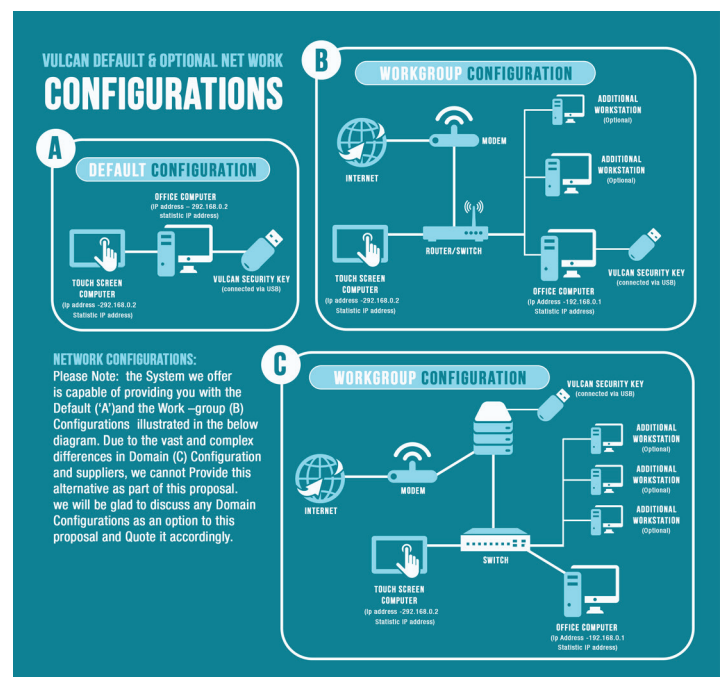 VULCAN DEFAULT & OPTIONAL NET WORK
CONFIGURATIONS
A
DEFAULT CONFIGURATION
OFFICE COMPUTER
(IP address – 292.168.0.2
statistic IP address)
TOUCH SCREEN
COMPUTER
(Ip address -292.168.0.2
Statistic IP address)
VULCAN SECURITY KEY
(connected via USB)
B
WORKGROUP CONFIGURATION
INTERNET
MODEM
ADDITIONAL
WORKSTATION
(Optional)
ADDITIONAL
WORKSTATION
(Optional)
ROUTER/SWITCH
TOUCH SCREEN
COMPUTER
(Ip address -292.168.0.2
Statistic IP address)
OFFICE COMPUTER
(Ip Address -192.168.0.1
Statistic IP address)
VULCAN SECURITY KEY
(connected via USB)
NETWORK CONFIGURATIONS:
Please Note: the System we offer
is capable of providing you with the
Default ('A')and the Work –group (B)
Configurations illustrated in the below
diagram. Due to the vast and complex
differences in Domain (C) Configuration
and suppliers, we cannot Provide this
alternative as part of this proposal.
we will be glad to discuss any Domain
Configurations as an option to this
proposal and Quote it accordingly.
C
WORKGROUP CONFIGURATION
VULCAN SECURITY KEY
(connected via USB)
INTERNET
MODEM
ADDITIONAL
WORKSTATION
(Optional)
ADDITIONAL
WORKSTATION
(Optional)
ADDITIONAL
WORKSTATION
(Optional)
SWITCH
TOUCH SCREEN
COMPUTER
(Ip address -292.168.0.2
Statistic IP address)
OFFICE COMPUTER
(Ip Address -192.168.0.1
Statistic IP address)